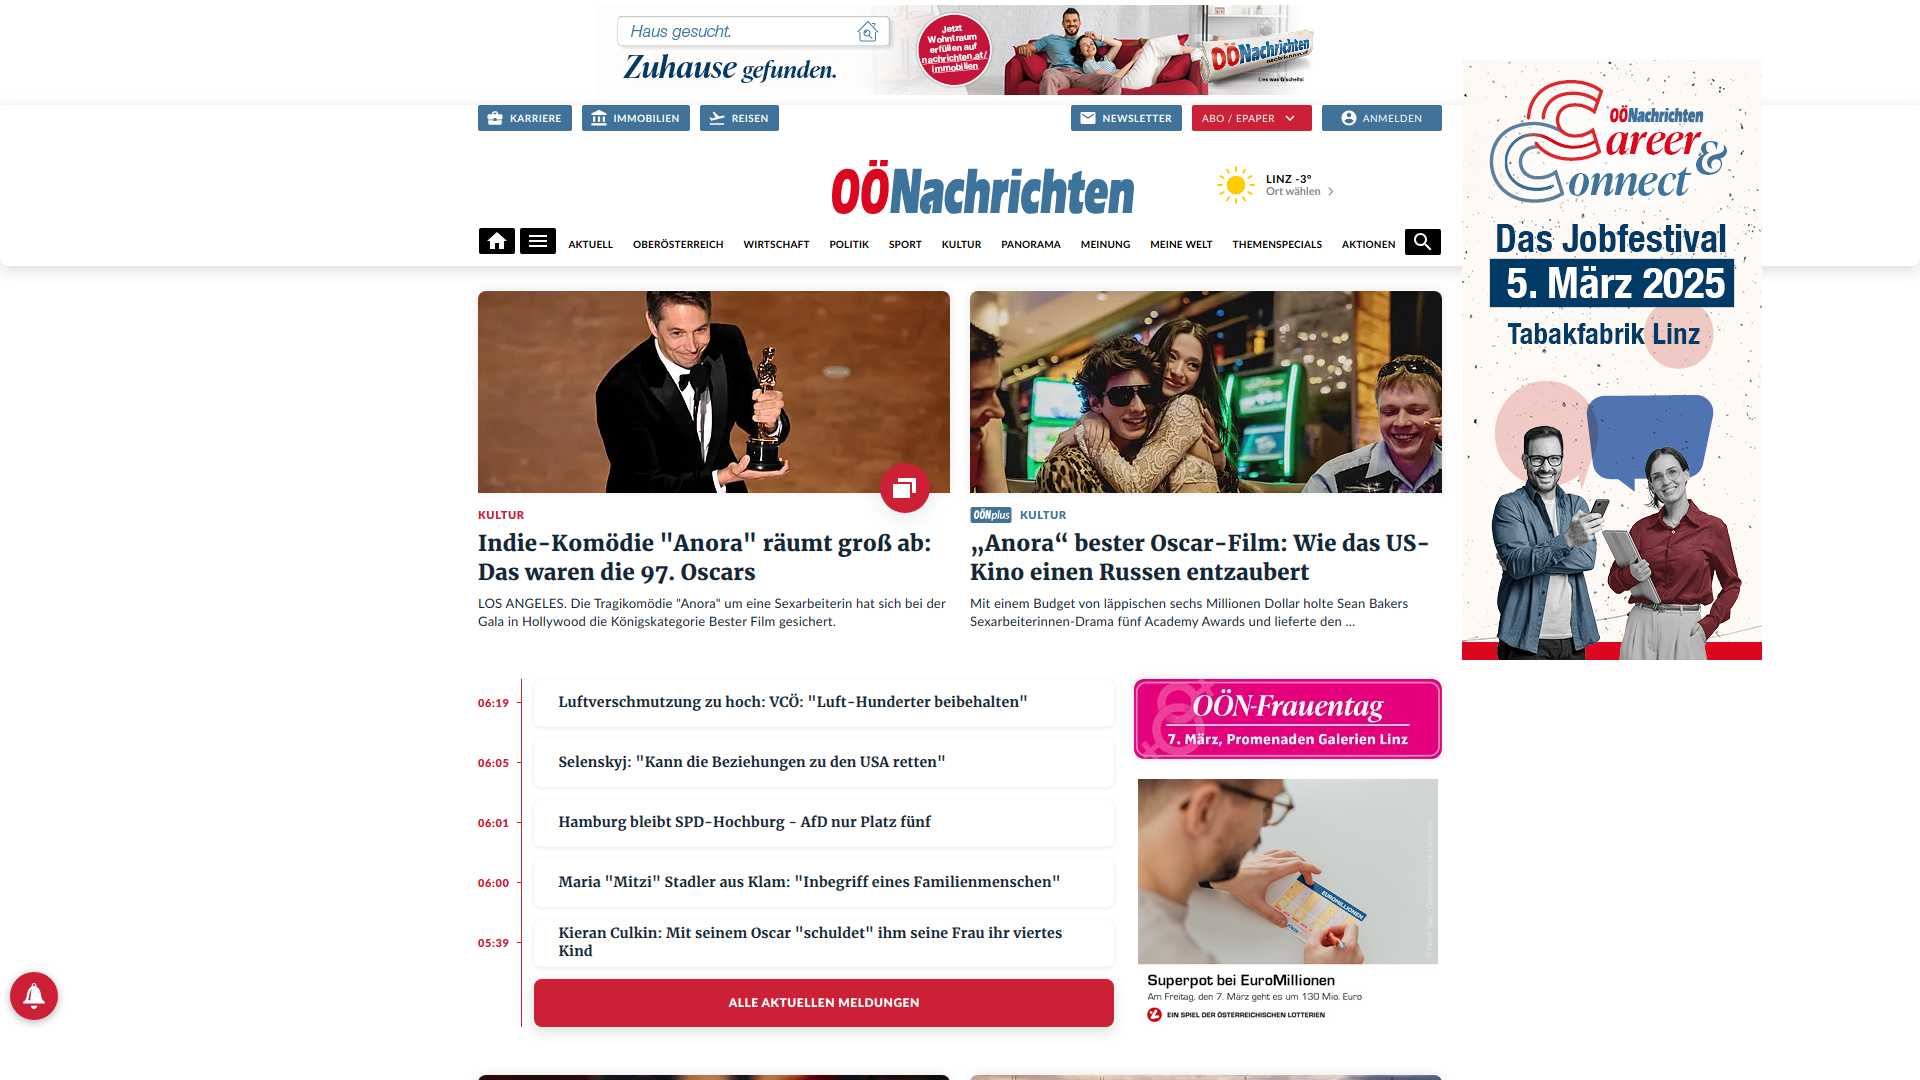 Haus gesucht.
Zuhause gefunden.
Jetzt
Wohntraum
erfüllen auf
nachrichten.at/
immobilien
OÖNachrichten
Lies was G'scheits!
KARRIERE
IMMOBILIEN
REISEN
NEWSLETTER
ABO / EPAPER
ANMELDEN
OÖNachrichten
LINZ -3°
Ort wählen
AKTUELL
OBERÖSTERREICH
WIRTSCHAFT
POLITIK
SPORT
KULTUR
PANORAMA
MEINUNG
MEINE WELT
THEMENSPECIALS
AKTIONEN
OÖNachrichten
Career &
Connect
Das Jobfestival
5. März 2025
Tabakfabrik Linz
KULTUR
Indie-Komödie "Anora" räumt groß ab:
Das waren die 97. Oscars
LOS ANGELES. Die Tragikomödie "Anora" um eine Sexarbeiterin hat sich bei der
Gala in Hollywood die Königskategorie Bester Film gesichert.
OÖNplus KULTUR
„Anora“ bester Oscar-Film: Wie das US-
Kino einen Russen entzaubert
Mit einem Budget von läppischen sechs Millionen Dollar holte Sean Bakers
Sexarbeiterinnen-Drama fünf Academy Awards und lieferte den ...
06:19 Luftverschmutzung zu hoch: VCÖ: "Luft-Hunderter beibehalten"
06:05 Selenskyj: "Kann die Beziehungen zu den USA retten"
06:01 Hamburg bleibt SPD-Hochburg - AfD nur Platz fünf
06:00 Maria "Mitzi" Stadler aus Klam: "Inbegriff eines Familienmenschen"
05:39 Kieran Culkin: Mit seinem Oscar "schuldet" ihm seine Frau ihr viertes
Kind
ALLE AKTUELLEN MELDUNGEN
OÖN-Frauentag
7. März, Promenaden Galerien Linz
EUROMILLIONEN
Superpot bei EuroMillionen
Am Freitag, den 7. März geht es um 130 Mio. Euro
EIN SPIEL DER ÖSTERREICHISCHEN LOTTERIEN